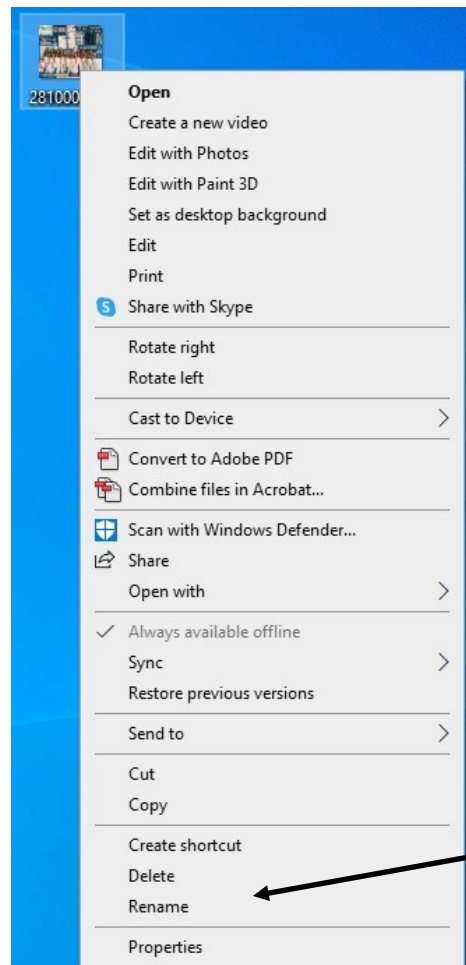 281000
Open
Create a new video
Edit with Photos
Edit with Paint 3D
Set as desktop background
Edit
Print
S Share with Skype
Rotate right
Rotate left
Cast to Device
Convert to Adobe PDF
Combine files in Acrobat...
Scan with Windows Defender...
Share
Open with
Always available offline
Sync
Restore previous versions
Send to
Cut
Copy
Create shortcut
Delete
Rename
Properties